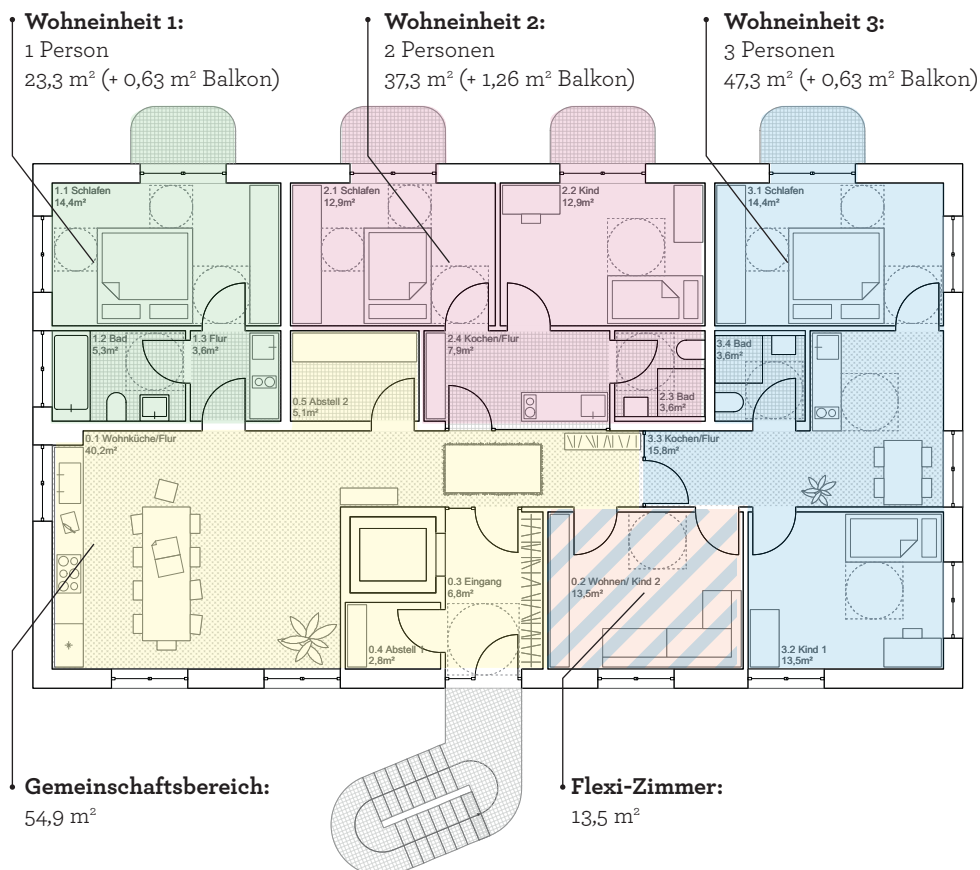 Wohneinheit 1:
1 Person
23,3 m² (+ 0,63 m² Balkon)
Wohneinheit 2:
2 Personen
37,3 m² (+ 1,26 m² Balkon)
Wohneinheit 3:
3 Personen
47,3 m² (+ 0,63 m² Balkon)
1.1 Schlafen
14,4m²
2.1 Schlafen
12,9m²
2.2 Kind
12,9m²
3.1 Schlafen
14,4m²
1.2 Bad
5,3m²
1.3 Flur
3,6m²
2.4 Kochen/Flur
7,9m²
3.4 Bad
3,6m²
0.5 Abstell 2
5,1m²
2.3 Bad
3,6m²
0.1 Wohnküche/Flur
40,2m²
3.3 Kochen/Flur
15,8m²
0.3 Eingang
6,8m²
0.2 Wohnen/ Kind 2
13,5m²
0.4 Abstell 1
2,8m²
3.2 Kind 1
13,5m²
Gemeinschaftsbereich:
54,9 m²
Flexi-Zimmer:
13,5 m²